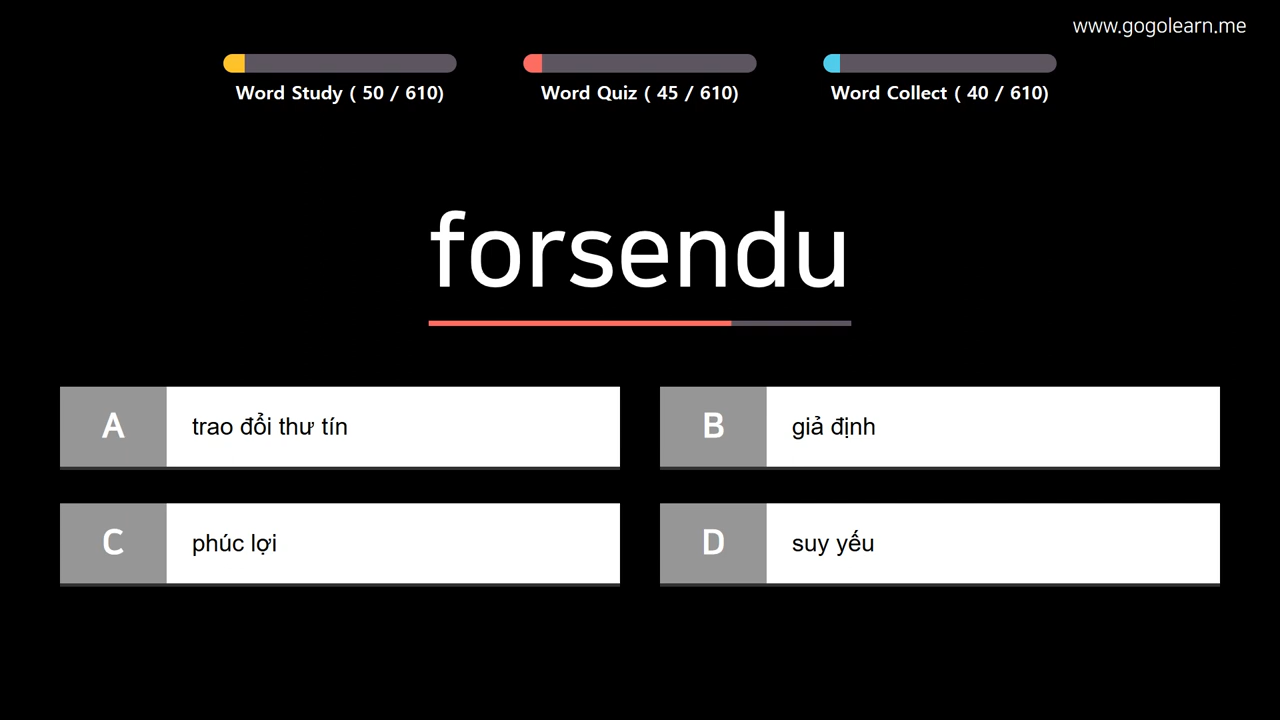 www.gogolearn.me
Word Study ( 50 / 610)
Word Quiz ( 45 / 610)
Word Collect ( 40 / 610)
forsendu
A trao đổi thư tín
B giả định
C phúc lợi
D suy yếu